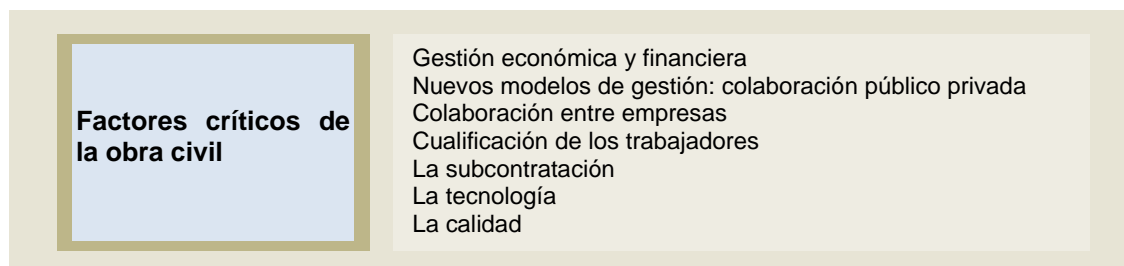 Factores críticos de
la obra civil
Gestión económica y financiera
Nuevos modelos de gestión: colaboración público privada
Colaboración entre empresas
Cualificación de los trabajadores
La subcontratación
La tecnología
La calidad